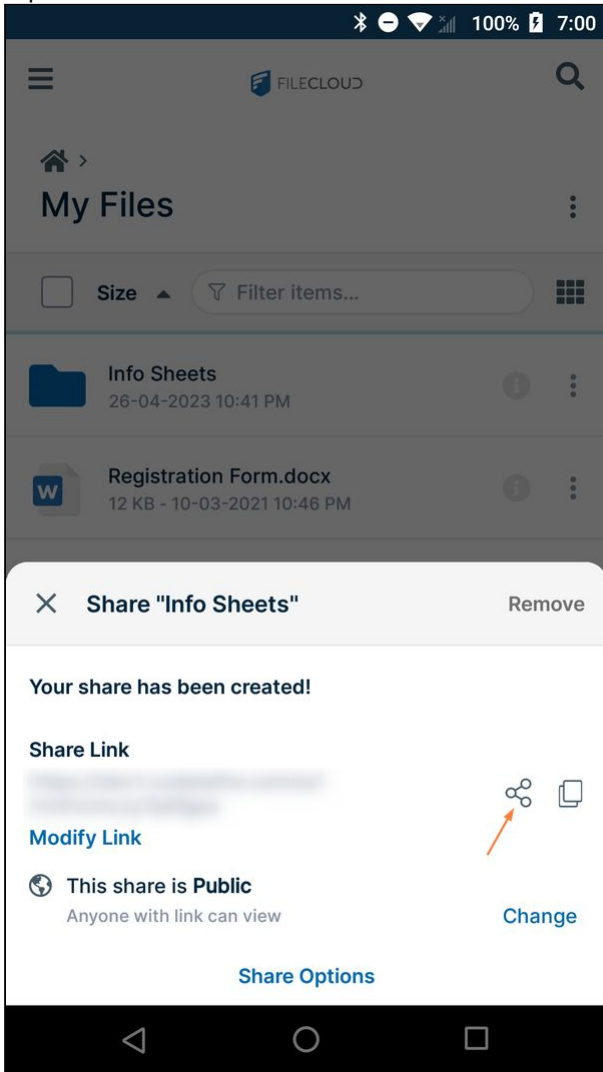 100% 7:00
FILECLOUD
My Files
Size Filter items...
Info Sheets
26-04-2023 10:41 PM
W Registration Form.docx
12 KB - 10-03-2021 10:46 PM
Share "Info Sheets" Remove
Your share has been created!
Share Link
Modify Link
This share is Public
Anyone with link can view Change
Share Options